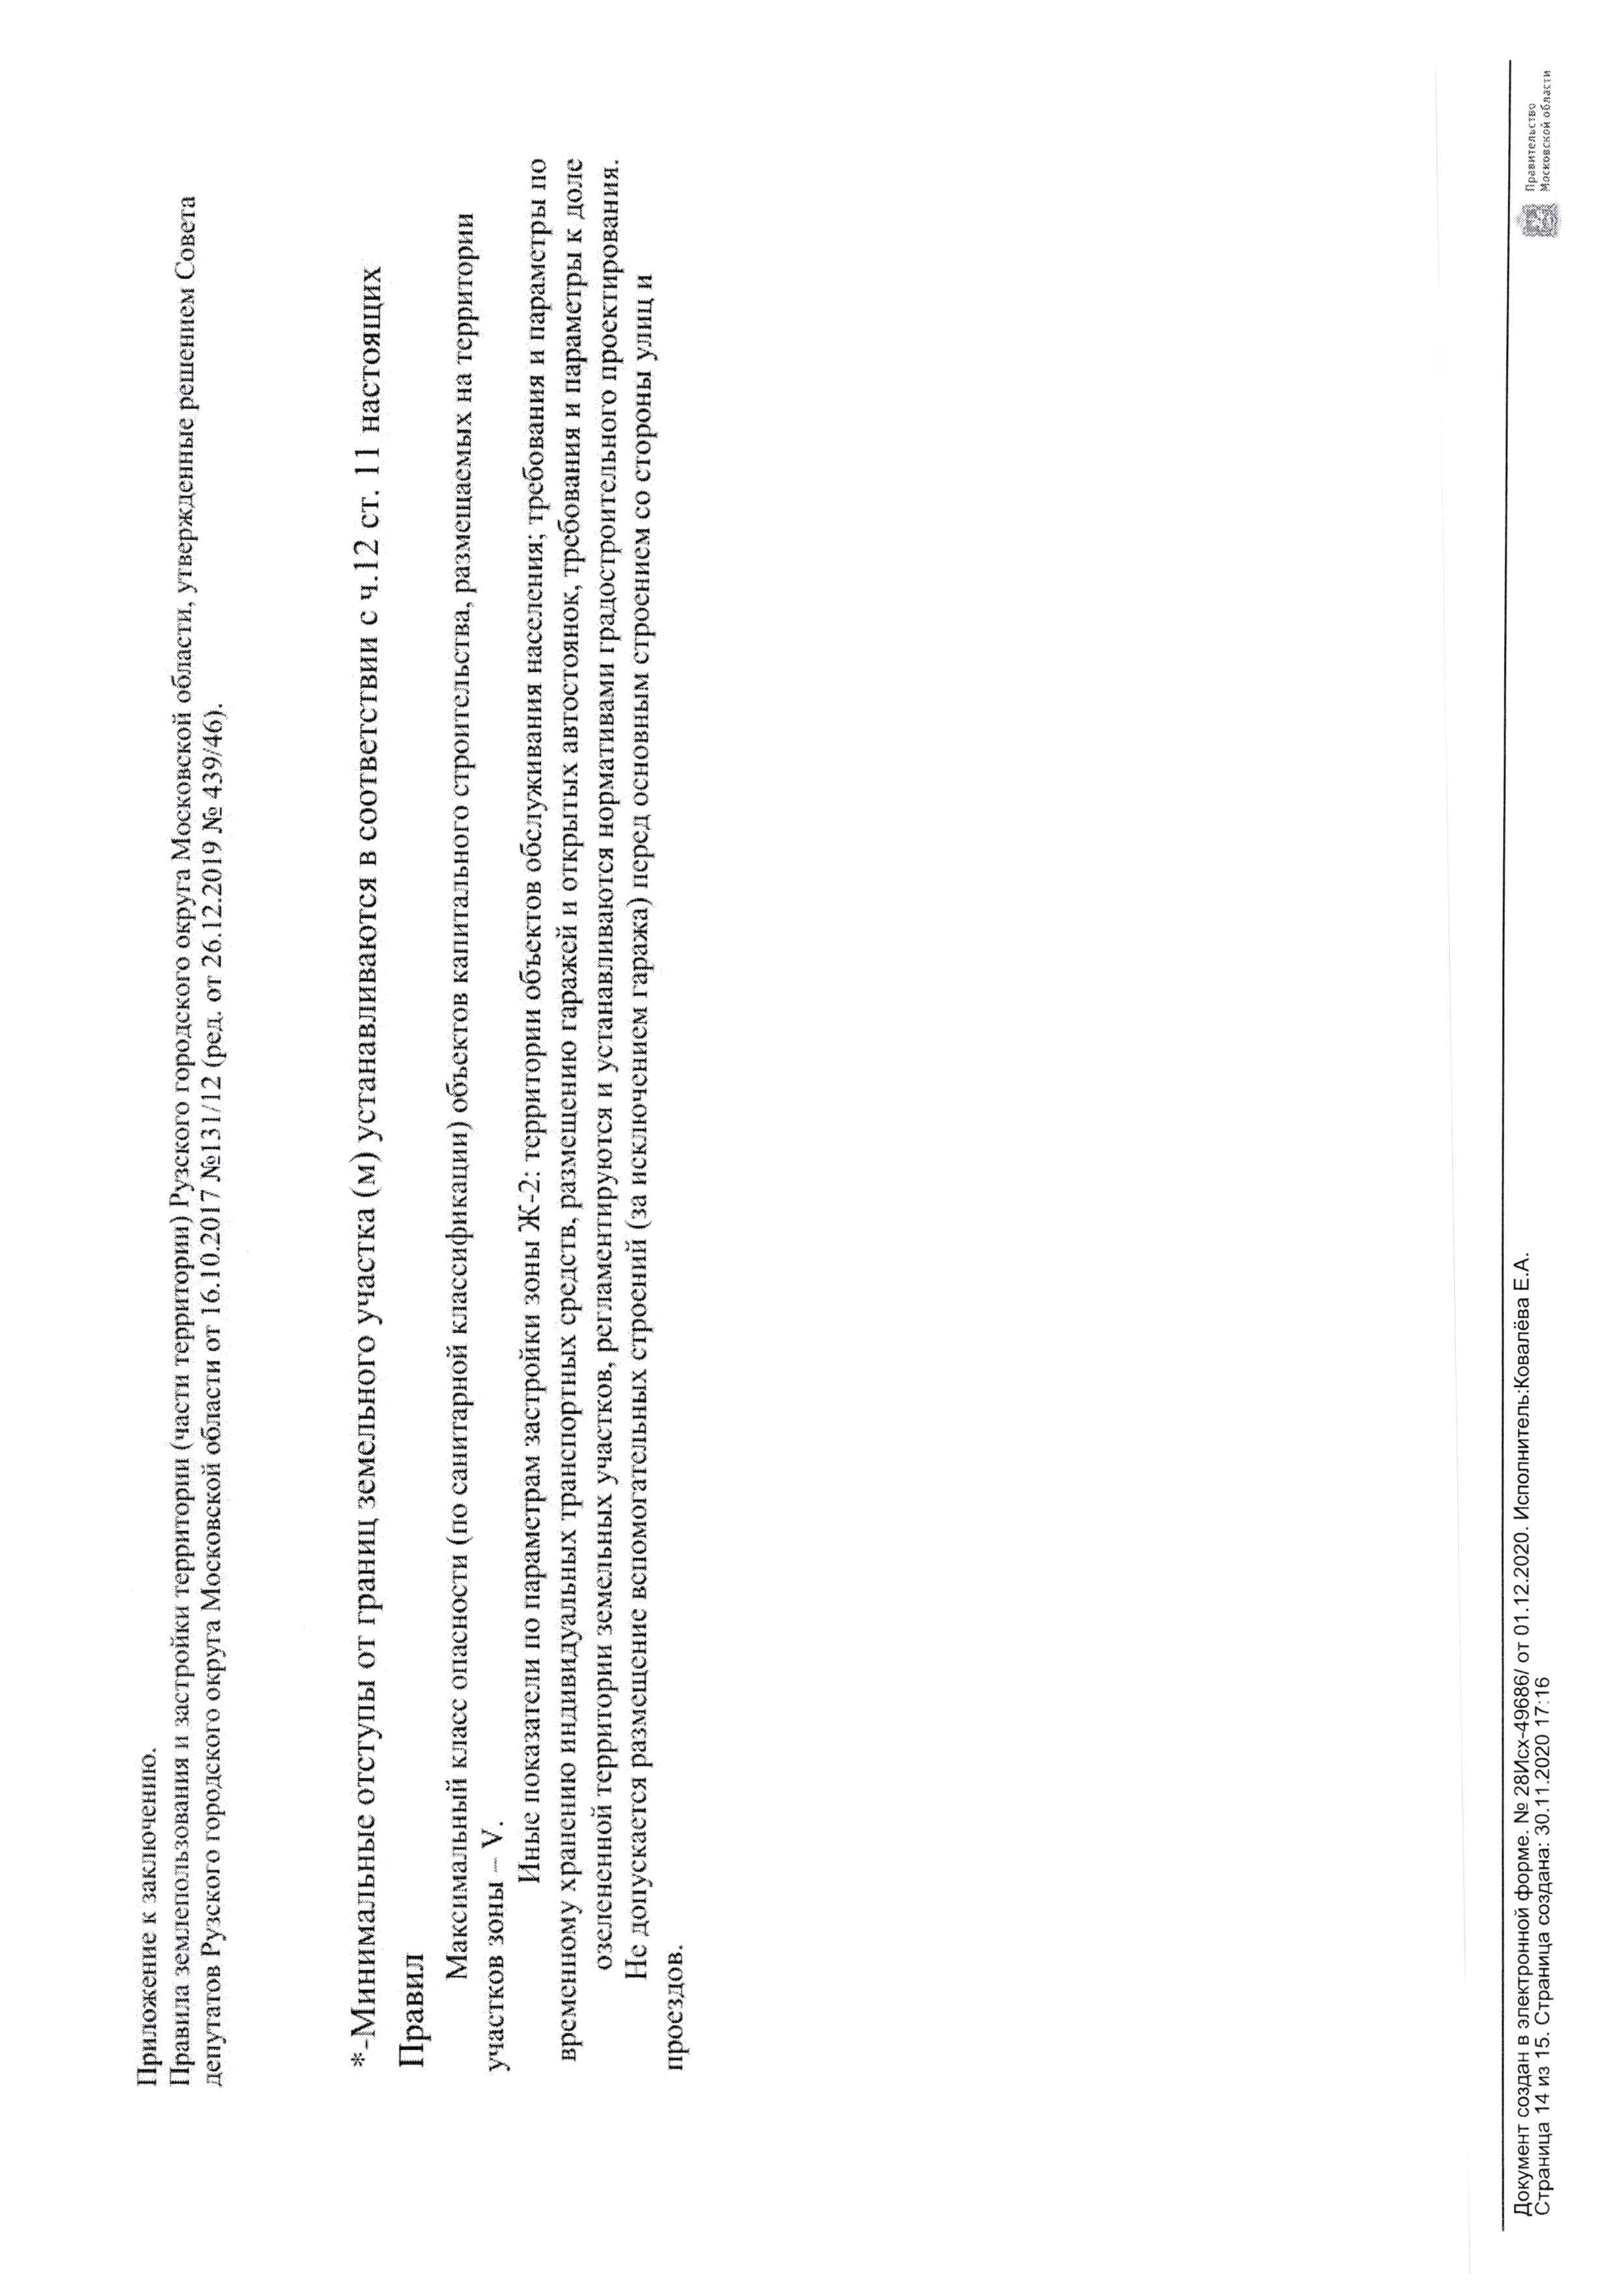 Приложение к заключению.
Правила землепользования и застройки территории (части территории) Рузского городского округа Московской области, утвержденные решением Совета
депутатов Рузского городского округа Московской области от 16.10.2017 №131/12 (ред. от 26.12.2019 № 439/46).
*-Минимальные отступы от границ земельного участка (м) устанавливаются в соответствии с ч.12 ст. 11 настоящих
Правил
Максимальный класс опасности (по санитарной классификации) объектов капитального строительства, размещаемых на территории
участков зоны – V.
Иные показатели по параметрам застройки зоны Ж-2: территории объектов обслуживания населения; требования и параметры по
временному хранению индивидуальных транспортных средств, размещению гаражей и открытых автостоянок, требования и параметры к доле
озелененной территории земельных участков, регламентируются и устанавливаются нормативами градостроительного проектирования.
Не допускается размещение вспомогательных строений (за исключением гаража) перед основным строением со стороны улиц и
проездов.
Документ создан в электронной форме. № 28Исх-49686/ от 01.12.2020. Исполнитель:Ковалёва Е.А.
Страница 14 из 15. Страница создана: 30.11.2020 17:16
Правительство
Московской области